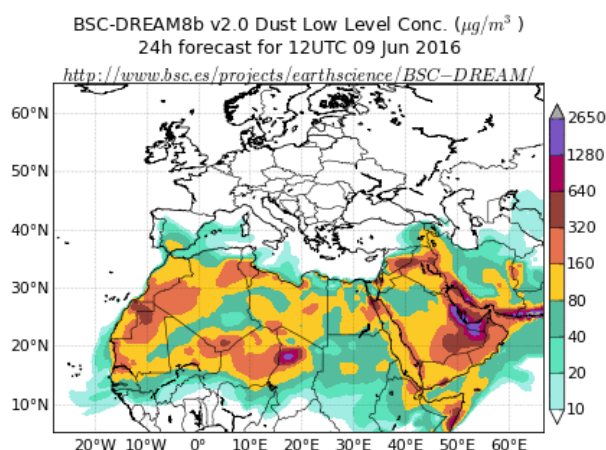 BSC-DREAM8b v2.0 Dust Low Level Conc. (μg/m³ )
24h forecast for 12UTC 09 Jun 2016
http://www.bsc.es/projects/earthscience/BSC−DREAM/
60°N
50°N
40°N
30°N
20°N
10°N
20°W 10°W 0° 10°E 20°E 30°E 40°E 50°E 60°E
2650
1280
640
320
160
80
40
20
10